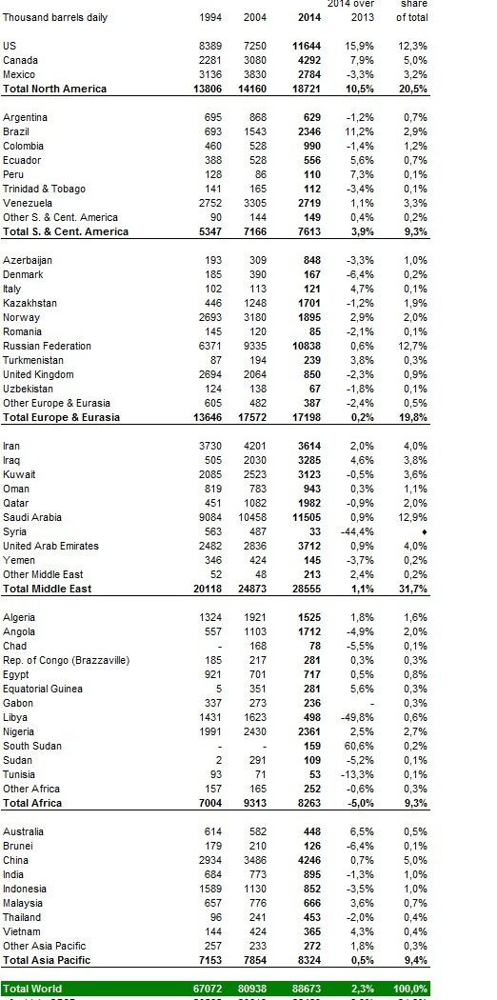 2014 over share
Thousand barrels daily 1994 2004 2014 2013 of total
US 8389 7250 11644 15,9% 12,3%
Canada 2281 3080 4292 7,9% 5,0%
Mexico 3136 3830 2784 -3,3% 3,2%
Total North America 13806 14160 18721 10,5% 20,5%
Argentina 695 868 629 -1,2% 0,7%
Brazil 693 1543 2346 11,2% 2,9%
Colombia 460 528 990 -1,4% 1,2%
Ecuador 388 528 556 5,6% 0,7%
Peru 128 86 110 7,3% 0,1%
Trinidad & Tobago 141 165 112 -3,4% 0,1%
Venezuela 2752 3305 2719 1,1% 3,3%
Other S. & Cent. America 90 144 149 0,4% 0,2%
Total S. & Cent. America 5347 7166 7613 3,9% 9,3%
Azerbaijan 193 309 848 -3,3% 1,0%
Denmark 185 390 167 -6,4% 0,2%
Italy 102 113 121 4,7% 0,1%
Kazakhstan 446 1248 1701 -1,2% 1,9%
Norway 2693 3180 1895 2,9% 2,0%
Romania 145 120 85 -2,1% 0,1%
Russian Federation 6371 9335 10838 0,6% 12,7%
Turkmenistan 87 194 239 3,8% 0,3%
United Kingdom 2694 2064 850 -2,3% 0,9%
Uzbekistan 124 138 67 -1,8% 0,1%
Other Europe & Eurasia 605 482 387 -2,4% 0,5%
Total Europe & Eurasia 13646 17572 17198 0,2% 19,8%
Iran 3730 4201 3614 2,0% 4,0%
Iraq 505 2030 3285 4,6% 3,8%
Kuwait 2085 2523 3123 -0,5% 3,6%
Oman 819 783 943 0,3% 1,1%
Qatar 451 1082 1982 -0,9% 2,0%
Saudi Arabia 9084 10458 11505 0,9% 12,9%
Syria 563 487 33 -44,4% ♦
United Arab Emirates 2482 2836 3712 0,9% 4,0%
Yemen 346 424 145 -3,7% 0,2%
Other Middle East 52 48 213 2,4% 0,2%
Total Middle East 20118 24873 28555 1,1% 31,7%
Algeria 1324 1921 1525 1,8% 1,6%
Angola 557 1103 1712 -4,9% 2,0%
Chad - 168 78 -5,5% 0,1%
Rep. of Congo (Brazzaville) 185 217 281 0,3% 0,3%
Egypt 921 701 717 0,5% 0,8%
Equatorial Guinea 5 351 281 5,6% 0,3%
Gabon 337 273 236 - 0,3%
Libya 1431 1623 498 -49,8% 0,6%
Nigeria 1991 2430 2361 2,5% 2,7%
South Sudan - - 159 60,6% 0,2%
Sudan 2 291 109 -5,2% 0,1%
Tunisia 93 71 53 -13,3% 0,1%
Other Africa 157 165 252 -0,6% 0,3%
Total Africa 7004 9313 8263 -5,0% 9,3%
Australia 614 582 448 6,5% 0,5%
Brunei 179 210 126 -6,4% 0,1%
China 2934 3486 4246 0,7% 5,0%
India 684 773 895 -1,3% 1,0%
Indonesia 1589 1130 852 -3,5% 1,0%
Malaysia 657 776 666 3,6% 0,7%
Thailand 96 241 453 -2,0% 0,4%
Vietnam 144 424 365 4,3% 0,4%
Other Asia Pacific 257 233 272 1,8% 0,3%
Total Asia Pacific 7153 7854 8324 0,5% 9,4%
Total World 67072 80938 88673 2,3% 100,0%